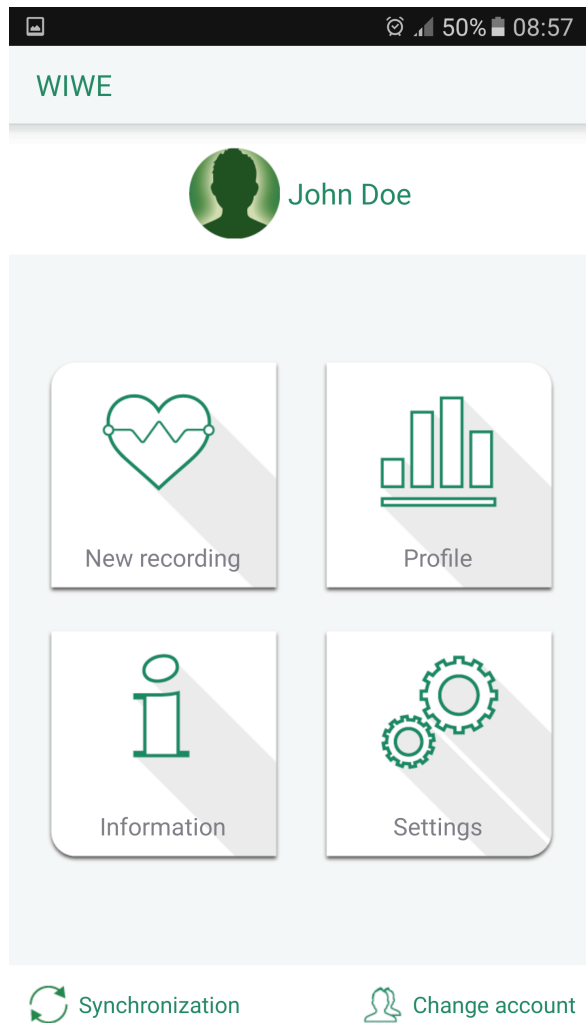 50% 08:57
WIWE
John Doe
New recording Profile
Information Settings
Synchronization Change account